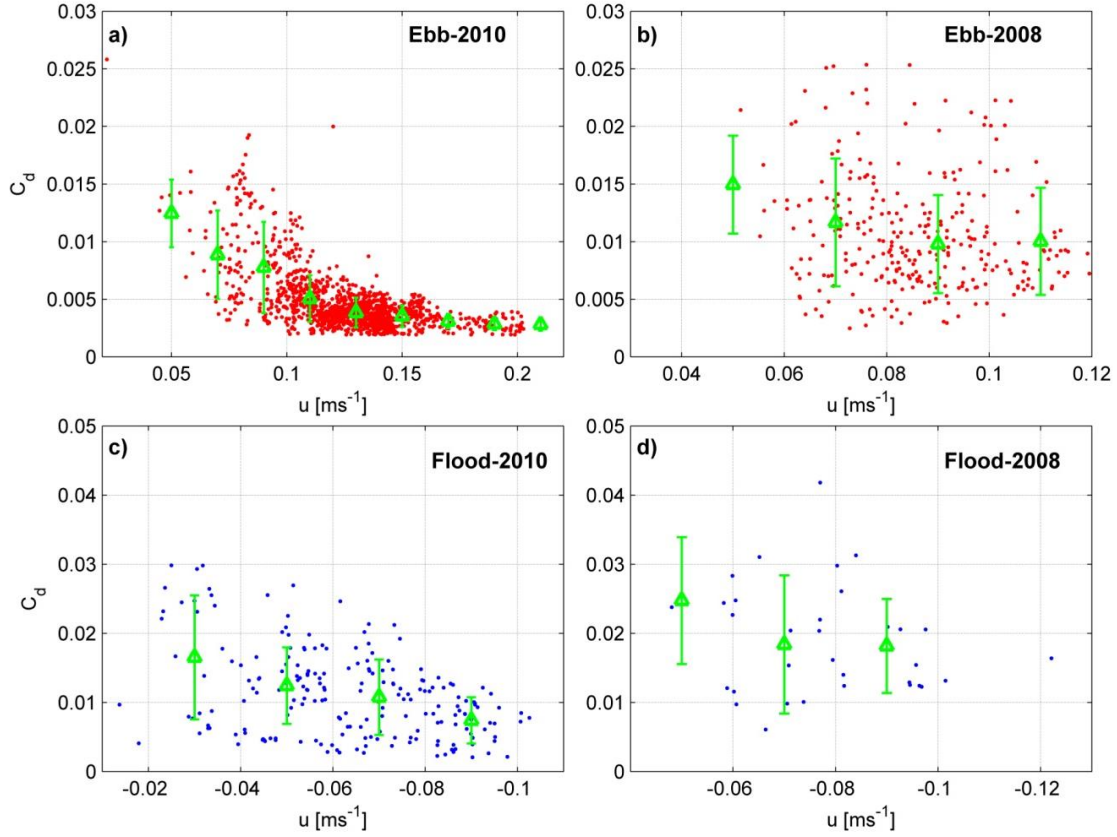 a)
Ebb-2010
0.03
0.025
0.02
0.015
0.01
0.005
0
C_d
0.05 0.1 0.15 0.2
u [ms^-1]
b)
Ebb-2008
0.03
0.025
0.02
0.015
0.01
0.005
0
0.04 0.06 0.08 0.1 0.12
u [ms^-1]
c)
Flood-2010
0.05
0.04
0.03
0.02
0.01
0
C_d
-0.02 -0.04 -0.06 -0.08 -0.1
u [ms^-1]
d)
Flood-2008
0.05
0.04
0.03
0.02
0.01
0
-0.06 -0.08 -0.1 -0.12
u [ms^-1]